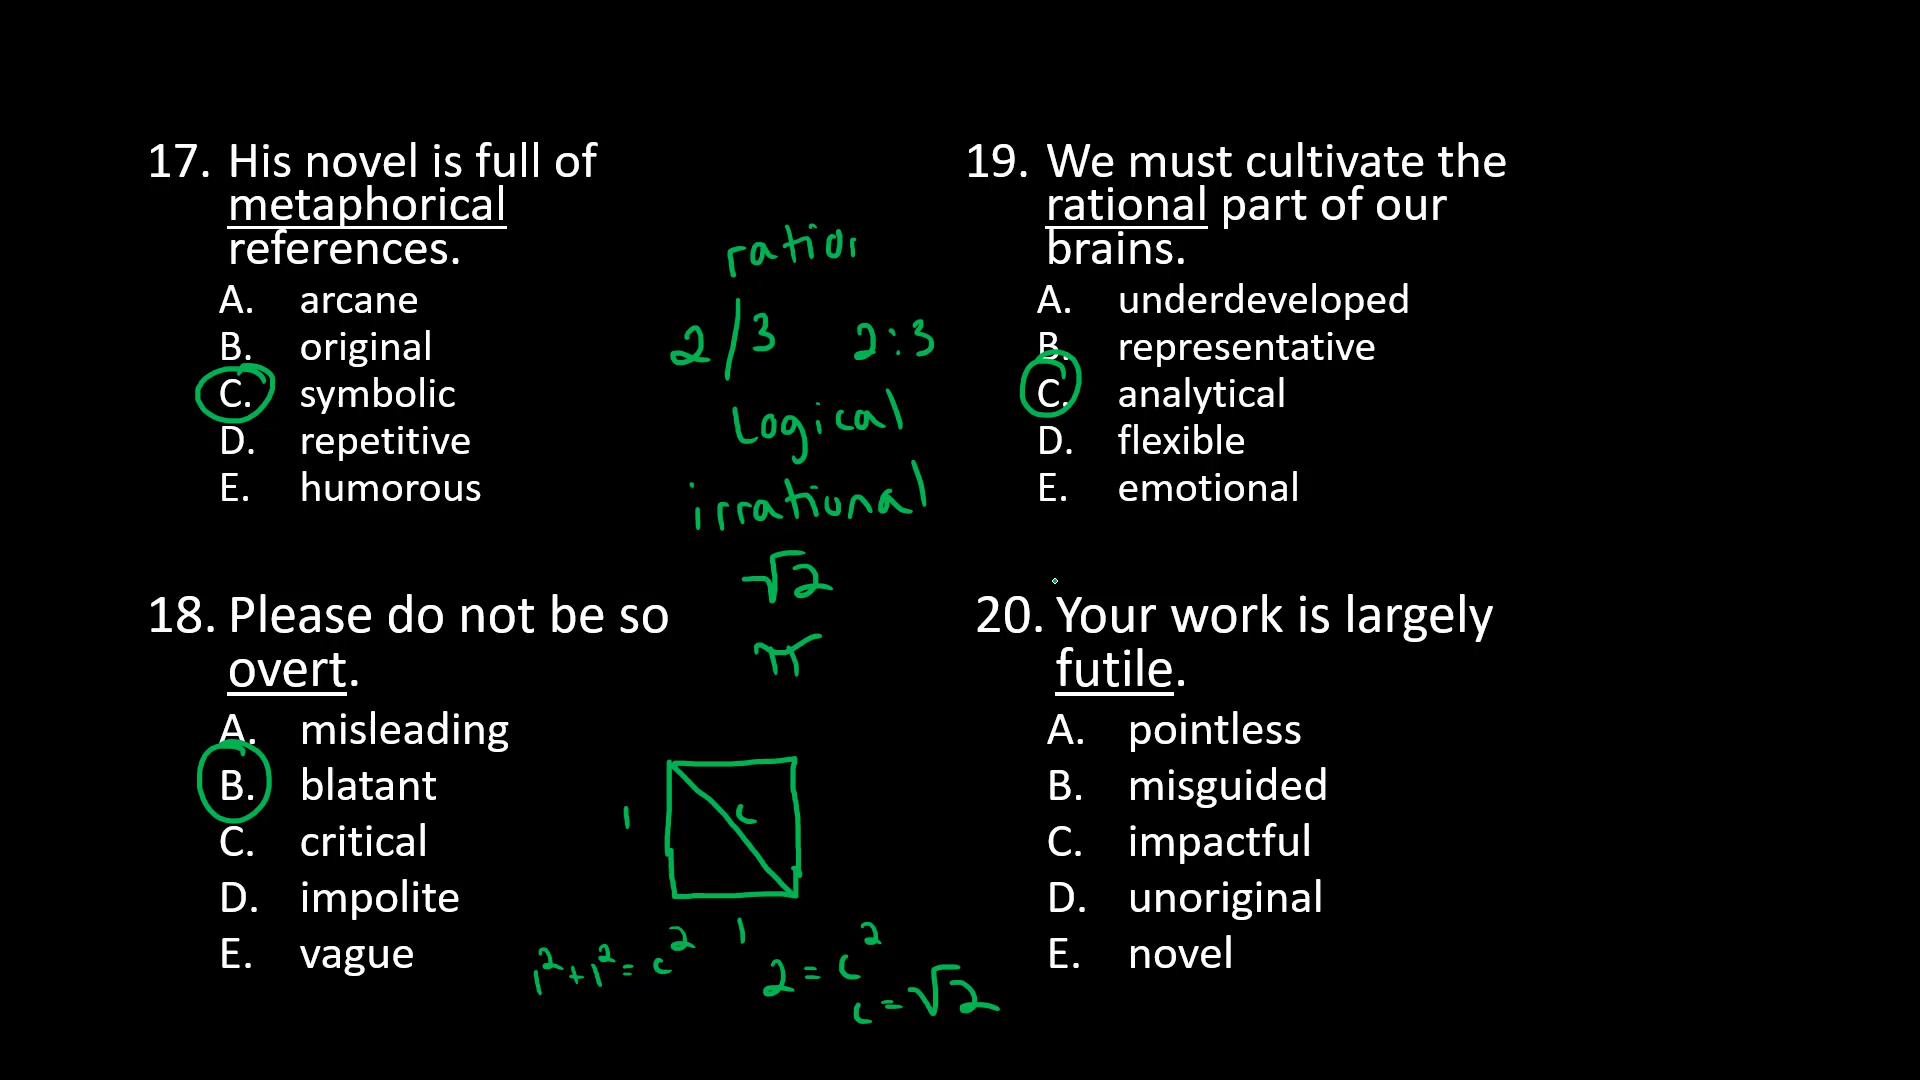 17. His novel is full of
metaphorical
references.
A. arcane
B. original
C. symbolic
D. repetitive
E. humorous
18. Please do not be so
overt.
A. misleading
B. blatant
C. critical
D. impolite
E. vague
ration
2/3 2:3
Logical
irrational
√2
π
c
1
1
1²+1²=c²
2=c²
c=√2
19. We must cultivate the
rational part of our
brains.
A. underdeveloped
B. representative
C. analytical
D. flexible
E. emotional
20. Your work is largely
futile.
A. pointless
B. misguided
C. impactful
D. unoriginal
E. novel